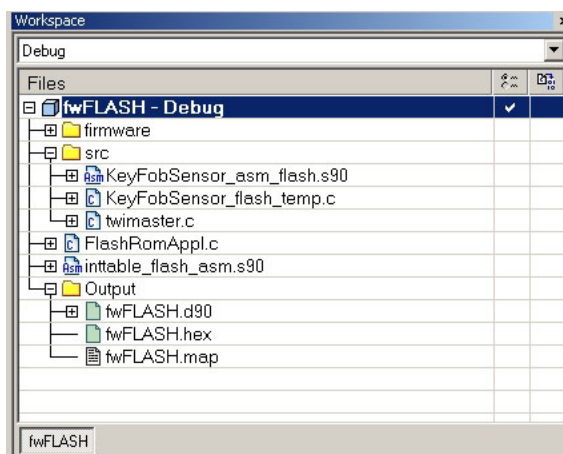 Workspace
Debug
Files
fwFLASH - Debug
firmware
src
KeyFobSensor_asm_flash.s90
KeyFobSensor_flash_temp.c
twimaster.c
FlashRomAppl.c
inttable_flash_asm.s90
Output
fwFLASH.d90
fwFLASH.hex
fwFLASH.map
fwFLASH